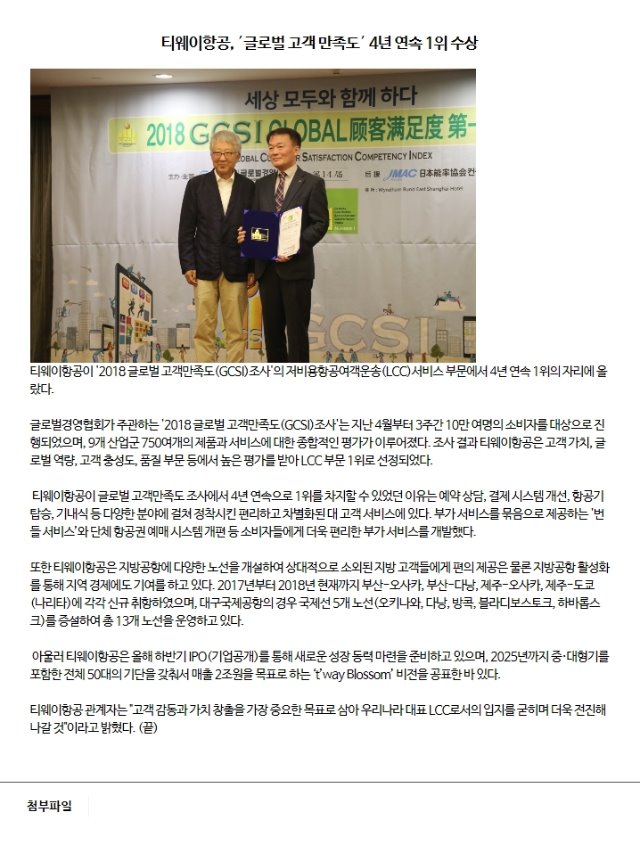 티웨이항공, ´글로벌 고객 만족도´ 4년 연속 1위 수상
세상 모두와 함께 하다
2018 GCSI GLOBAL 顾客满足度 第一
GLOBAL CUSTOMER SATISFACTION COMPETENCY INDEX
글로벌경영 제14회 JMAC 日本能率協会컨
Wyndham Bund East Shanghai Hotel
GCSI
티웨이항공이 '2018 글로벌 고객만족도(GCSI)조사'의 저비용항공여객운송(LCC)서비스 부문에서 4년 연속 1위의 자리에 올
랐다.
글로벌경영협회가 주관하는 '2018 글로벌 고객만족도(GCSI)조사'는 지난 4월부터 3주간 10만 여명의 소비자를 대상으로 진
행되었으며, 9개 산업군 750여개의 제품과 서비스에 대한 종합적인 평가가 이루어졌다. 조사 결과 티웨이항공은 고객 가치, 글
로벌 역량, 고객 충성도, 품질 부문 등에서 높은 평가를 받아 LCC 부문 1위로 선정되었다.
티웨이항공이 글로벌 고객만족도 조사에서 4년 연속으로 1위를 차지할 수 있었던 이유는 예약 상담, 결제 시스템 개선, 항공기
탑승, 기내식 등 다양한 분야에 걸쳐 정착시킨 편리하고 차별화된 대 고객 서비스에 있다. 부가 서비스를 묶음으로 제공하는 '번
들 서비스'와 단체 항공권 예매 시스템 개편 등 소비자들에게 더욱 편리한 부가 서비스를 개발했다.
또한 티웨이항공은 지방공항에 다양한 노선을 개설하여 상대적으로 소외된 지방 고객들에게 편의 제공은 물론 지방공항 활성화
를 통해 지역 경제에도 기여를 하고 있다. 2017년부터 2018년 현재까지 부산-오사카, 부산-다낭, 제주-오사카, 제주-도쿄
(나리타)에 각각 신규 취항하였으며, 대구국제공항의 경우 국제선 5개 노선(오키나와, 다낭, 방콕, 블라디보스토크, 하바롭스
크)를 증설하여 총 13개 노선을 운영하고 있다.
아울러 티웨이항공은 올해 하반기 IPO(기업공개)를 통해 새로운 성장 동력 마련을 준비하고 있으며, 2025년까지 중·대형기를
포함한 전체 50대의 기단을 갖춰서 매출 2조원을 목표로 하는 't'way Blossom' 비전을 공표한 바 있다.
티웨이항공 관계자는 "고객 감동과 가치 창출을 가장 중요한 목표로 삼아 우리나라 대표 LCC로서의 입지를 굳히며 더욱 전진해
나갈 것"이라고 밝혔다. (끝)
첨부파일